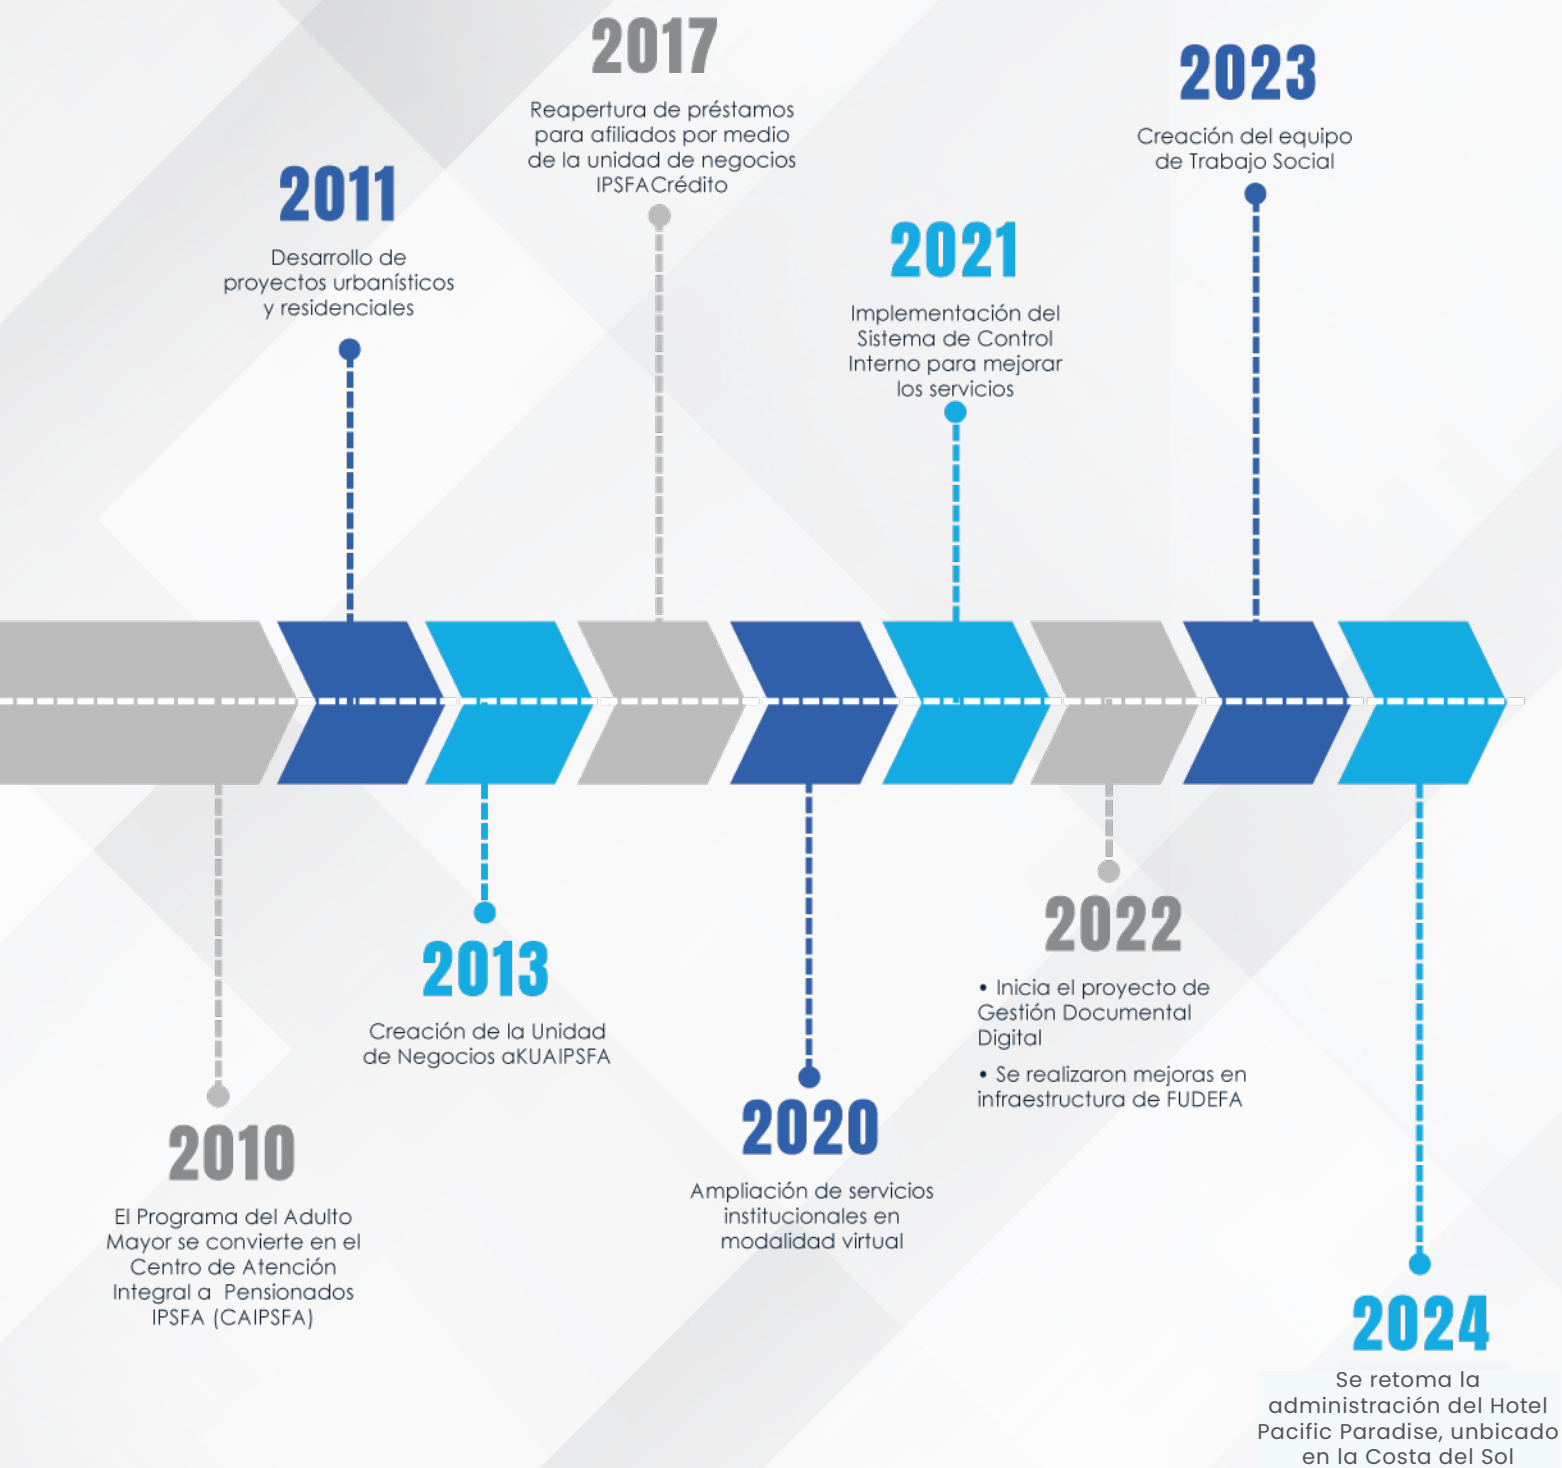 2017
Reapertura de préstamos
para afiliados por medio
de la unidad de negocios
IPSFACrédito
2023
Creación del equipo
de Trabajo Social
2011
Desarrollo de
proyectos urbanísticos
y residenciales
2021
Implementación del
Sistema de Control
Interno para mejorar
los servicios
2013
Creación de la Unidad
de Negocios aKUAIPSFA
2022
• Inicia el proyecto de
Gestión Documental
Digital
• Se realizaron mejoras en
infraestructura de FUDEFA
2010
El Programa del Adulto
Mayor se convierte en el
Centro de Atención
Integral a  Pensionados
IPSFA (CAIPSFA)
2020
Ampliación de servicios
institucionales en
modalidad virtual
2024
Se retoma la
administración del Hotel
Pacific Paradise, unbicado
en la Costa del Sol